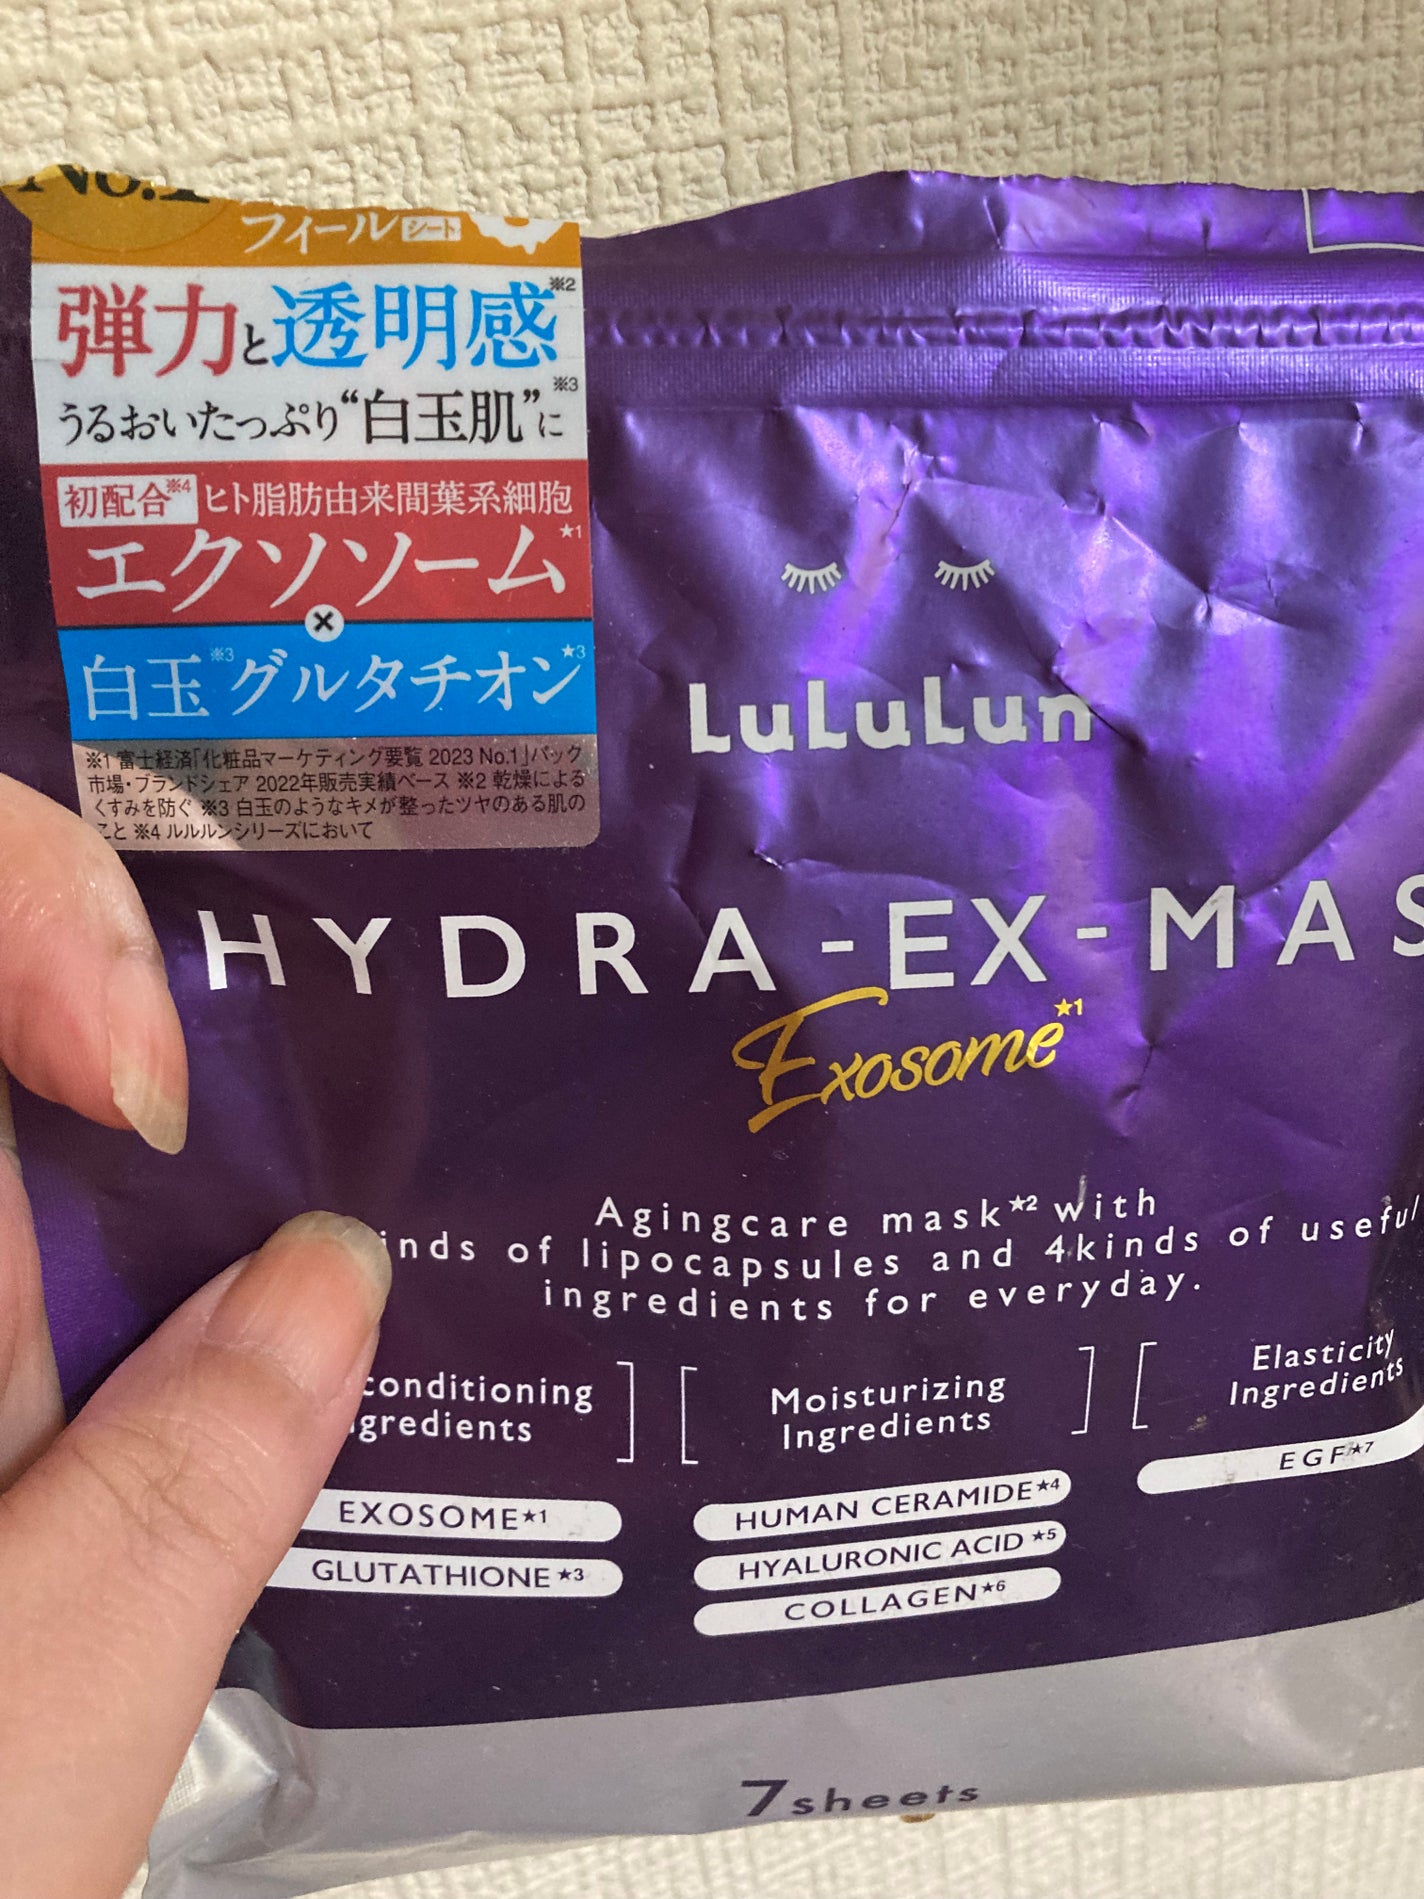 No.1
フィール シート
弾力と透明感※2
うるおいたっぷり“白玉肌”※3に
初配合※4 ヒト脂肪由来間葉系細胞
エクソソーム★1
×
白玉※3グルタチオン★3
※1 富士経済「化粧品マーケティング要覧 2023 No.1」パック
市場・ブランドシェア 2022年販売実績ベース ※2 乾燥による
くすみを防ぐ ※3 白玉のようなキメが整ったツヤのある肌の
こと ※4 ルルルンシリーズにおいて
LuLuLun
HYDRA-EX-MAS
Exosome★1
Agingcare mask★2 with
inds of lipocapsules and 4kinds of useful
ingredients for everyday.
conditioning
gredients
EXOSOME★1
GLUTATHIONE★3
Moisturizing
Ingredients
HUMAN CERAMIDE★4
HYALURONIC ACID★5
COLLAGEN★6
Elasticity
Ingredients
EGF★7
7sheets